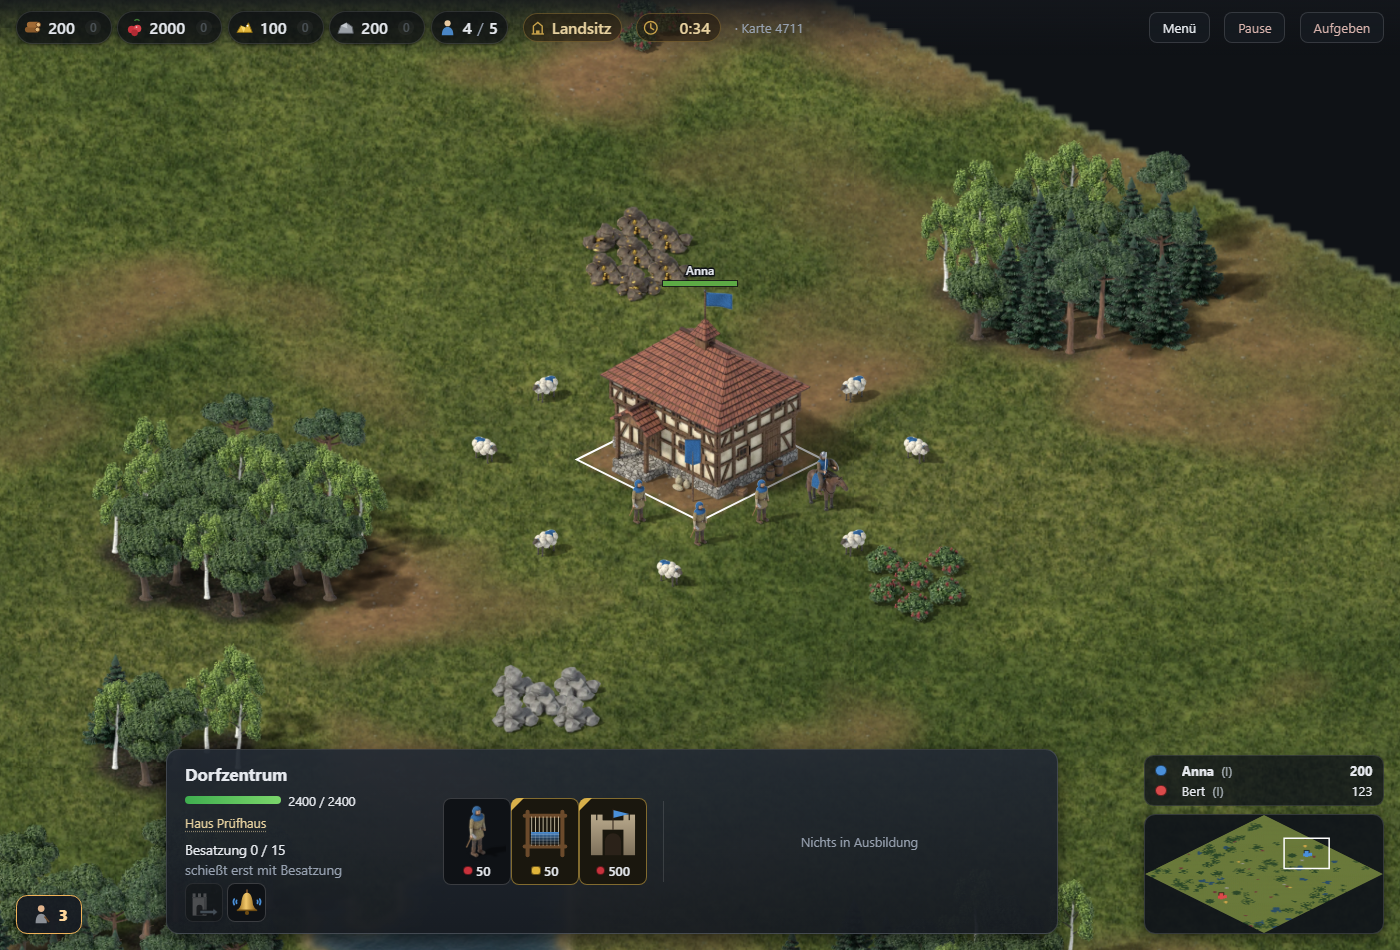 200 0 2000 0 100 0 200 0 4 / 5 Landsitz 0:34 · Karte 4711 Menü Pause Aufgeben
Anna
Dorfzentrum
2400 / 2400
Haus Prüfhaus
Besatzung 0 / 15
schießt erst mit Besatzung
50 50 500
Nichts in Ausbildung
3
Anna (I) 200
Bert (I) 123